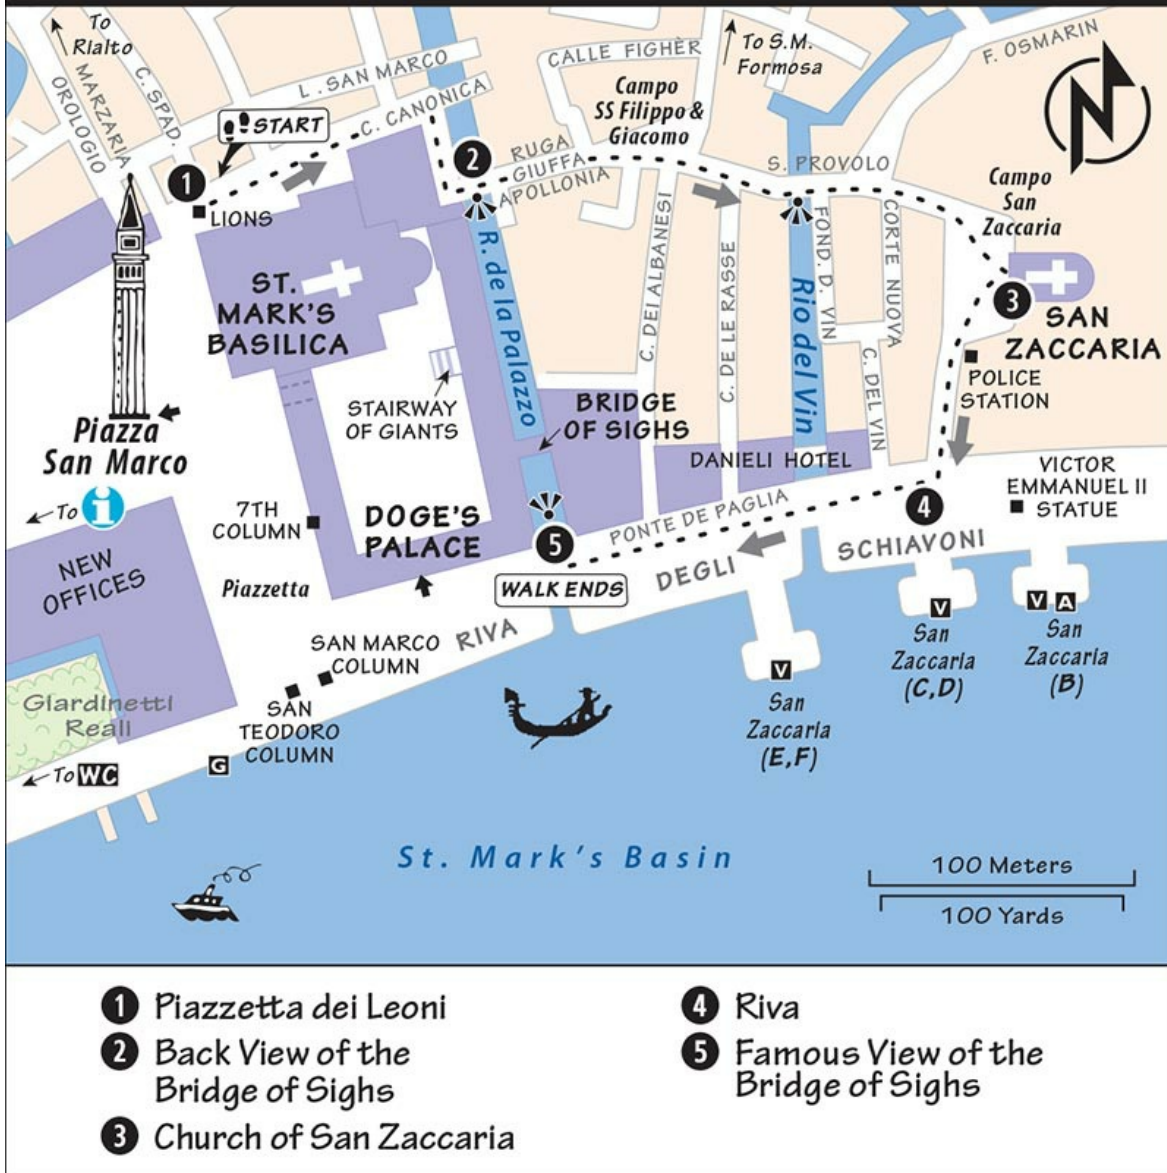 To
Rialto
MARZARIA
OROLOGIO
C. SPAD.
L. SAN MARCO
C. CANONICA
START
CALLE FIGHÈR
To S.M.
Formosa
F. OSMARIN
N
Campo
SS Filippo &
Giacomo
RUGA
GIUFFA
APOLLONIA
S. PROVOLO
Campo
San
Zaccaria
1
2
LIONS
ST.
MARK'S
BASILICA
R. de la Palazzo
C. DEI ALBANESI
C. DE LE RASSE
Rio del Vin
FOND. D. VIN
CORTE NUOVA
C. DEL VIN
3
SAN
ZACCARIA
POLICE
STATION
STAIRWAY
OF GIANTS
BRIDGE
OF SIGHS
Piazza
San Marco
To i
DANIELI HOTEL
VICTOR
EMMANUEL II
STATUE
7TH
COLUMN
DOGE'S
PALACE
PONTE DE PAGLIA
4
5
NEW
OFFICES
Piazzetta
WALK ENDS
RIVA
DEGLI
SCHIAVONI
SAN MARCO
COLUMN
SAN
TEODORO
COLUMN
V
San
Zaccaria
(E,F)
V
San
Zaccaria
(C,D)
V A
San
Zaccaria
(B)
Giardinetti
Reali
To WC
G
St. Mark's Basin
100 Meters
100 Yards
1 Piazzetta dei Leoni
2 Back View of the
Bridge of Sighs
3 Church of San Zaccaria
4 Riva
5 Famous View of the
Bridge of Sighs